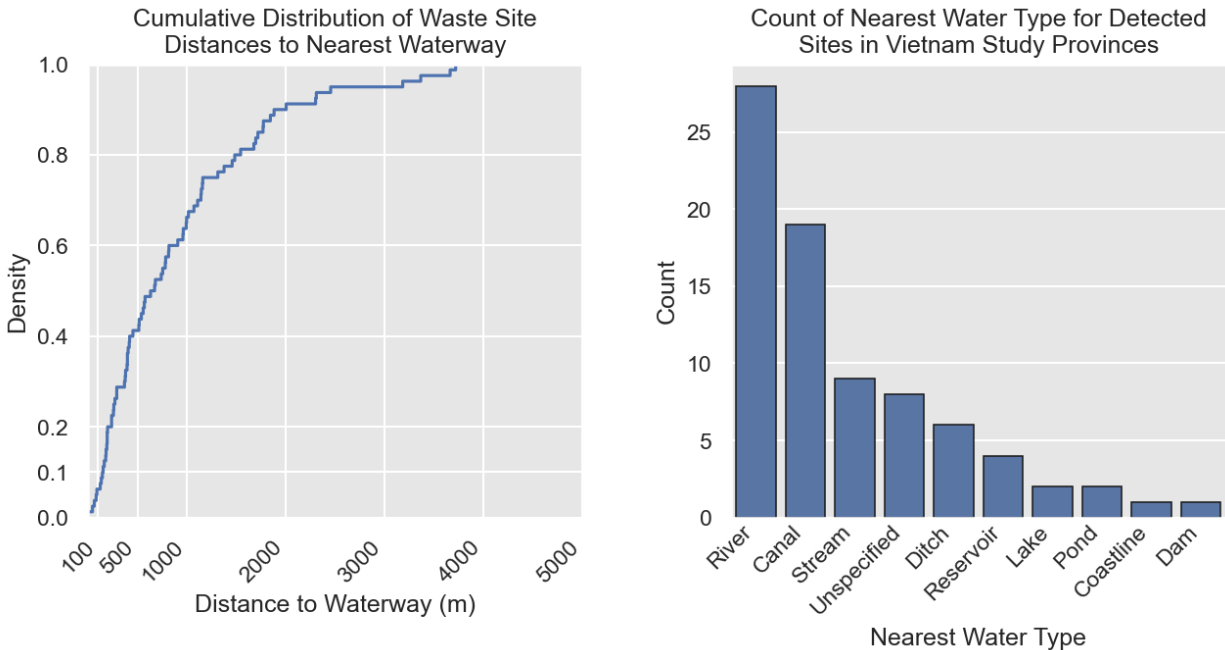 Cumulative Distribution of Waste Site
Distances to Nearest Waterway
1.0
0.8
0.6
0.4
0.2
0.1
0.0
Density
100
500
1000
2000
3000
4000
5000
Distance to Waterway (m)
Count of Nearest Water Type for Detected
Sites in Vietnam Study Provinces
25
20
15
10
5
0
Count
River
Canal
Stream
Unspecified
Ditch
Reservoir
Lake
Pond
Coastline
Dam
Nearest Water Type